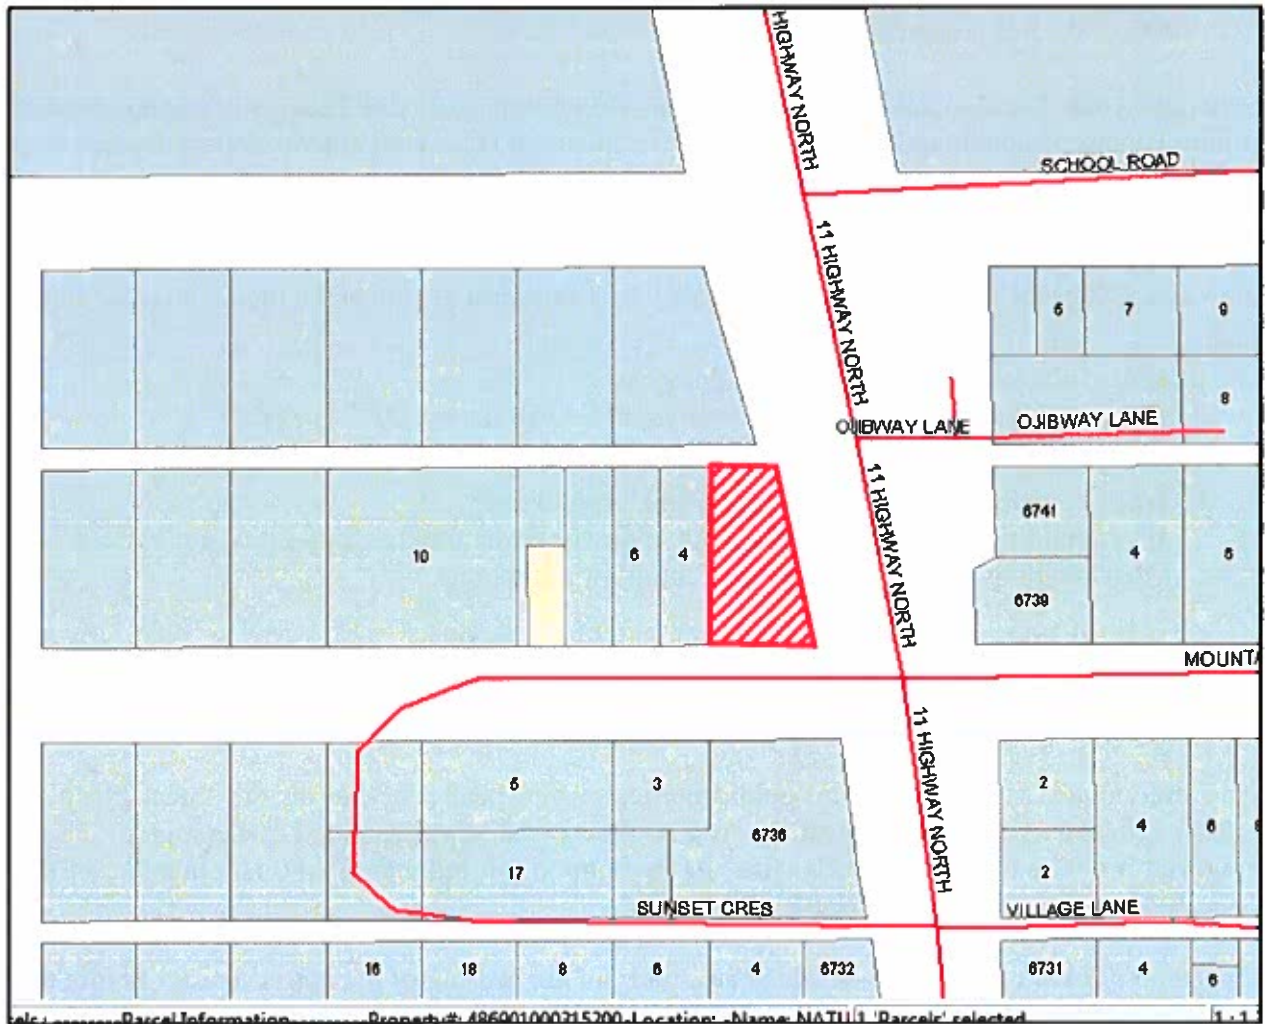 HIGHWAY NORTH
SCHOOL ROAD
11 HIGHWAY NORTH
6 7 9
8
OJIBWAY LANE OJIBWAY LANE
11 HIGHWAY NORTH
6741
10 6 4 4
6739
MOUNTA
11 HIGHWAY NORTH
5 3 2
6736 4 6
17 2
SUNSET CRES VILLAGE LANE
16 18 8 6 4 6732 6731 4
6
Parcel Information Property#: 486901000315200 -Location: -Name: NATU 1 'Parcels' selected